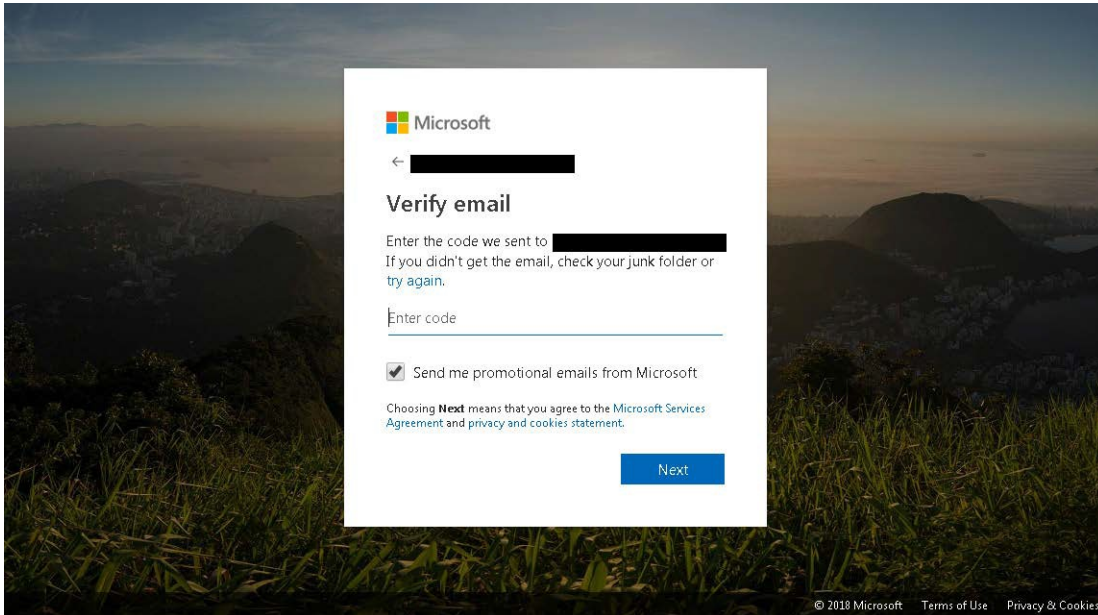 Microsoft
←
Verify email
Enter the code we sent to
If you didn't get the email, check your junk folder or
try again.
Enter code
Send me promotional emails from Microsoft
Choosing Next means that you agree to the Microsoft Services
Agreement and privacy and cookies statement.
Next
© 2018 Microsoft Terms of Use Privacy & Cookies